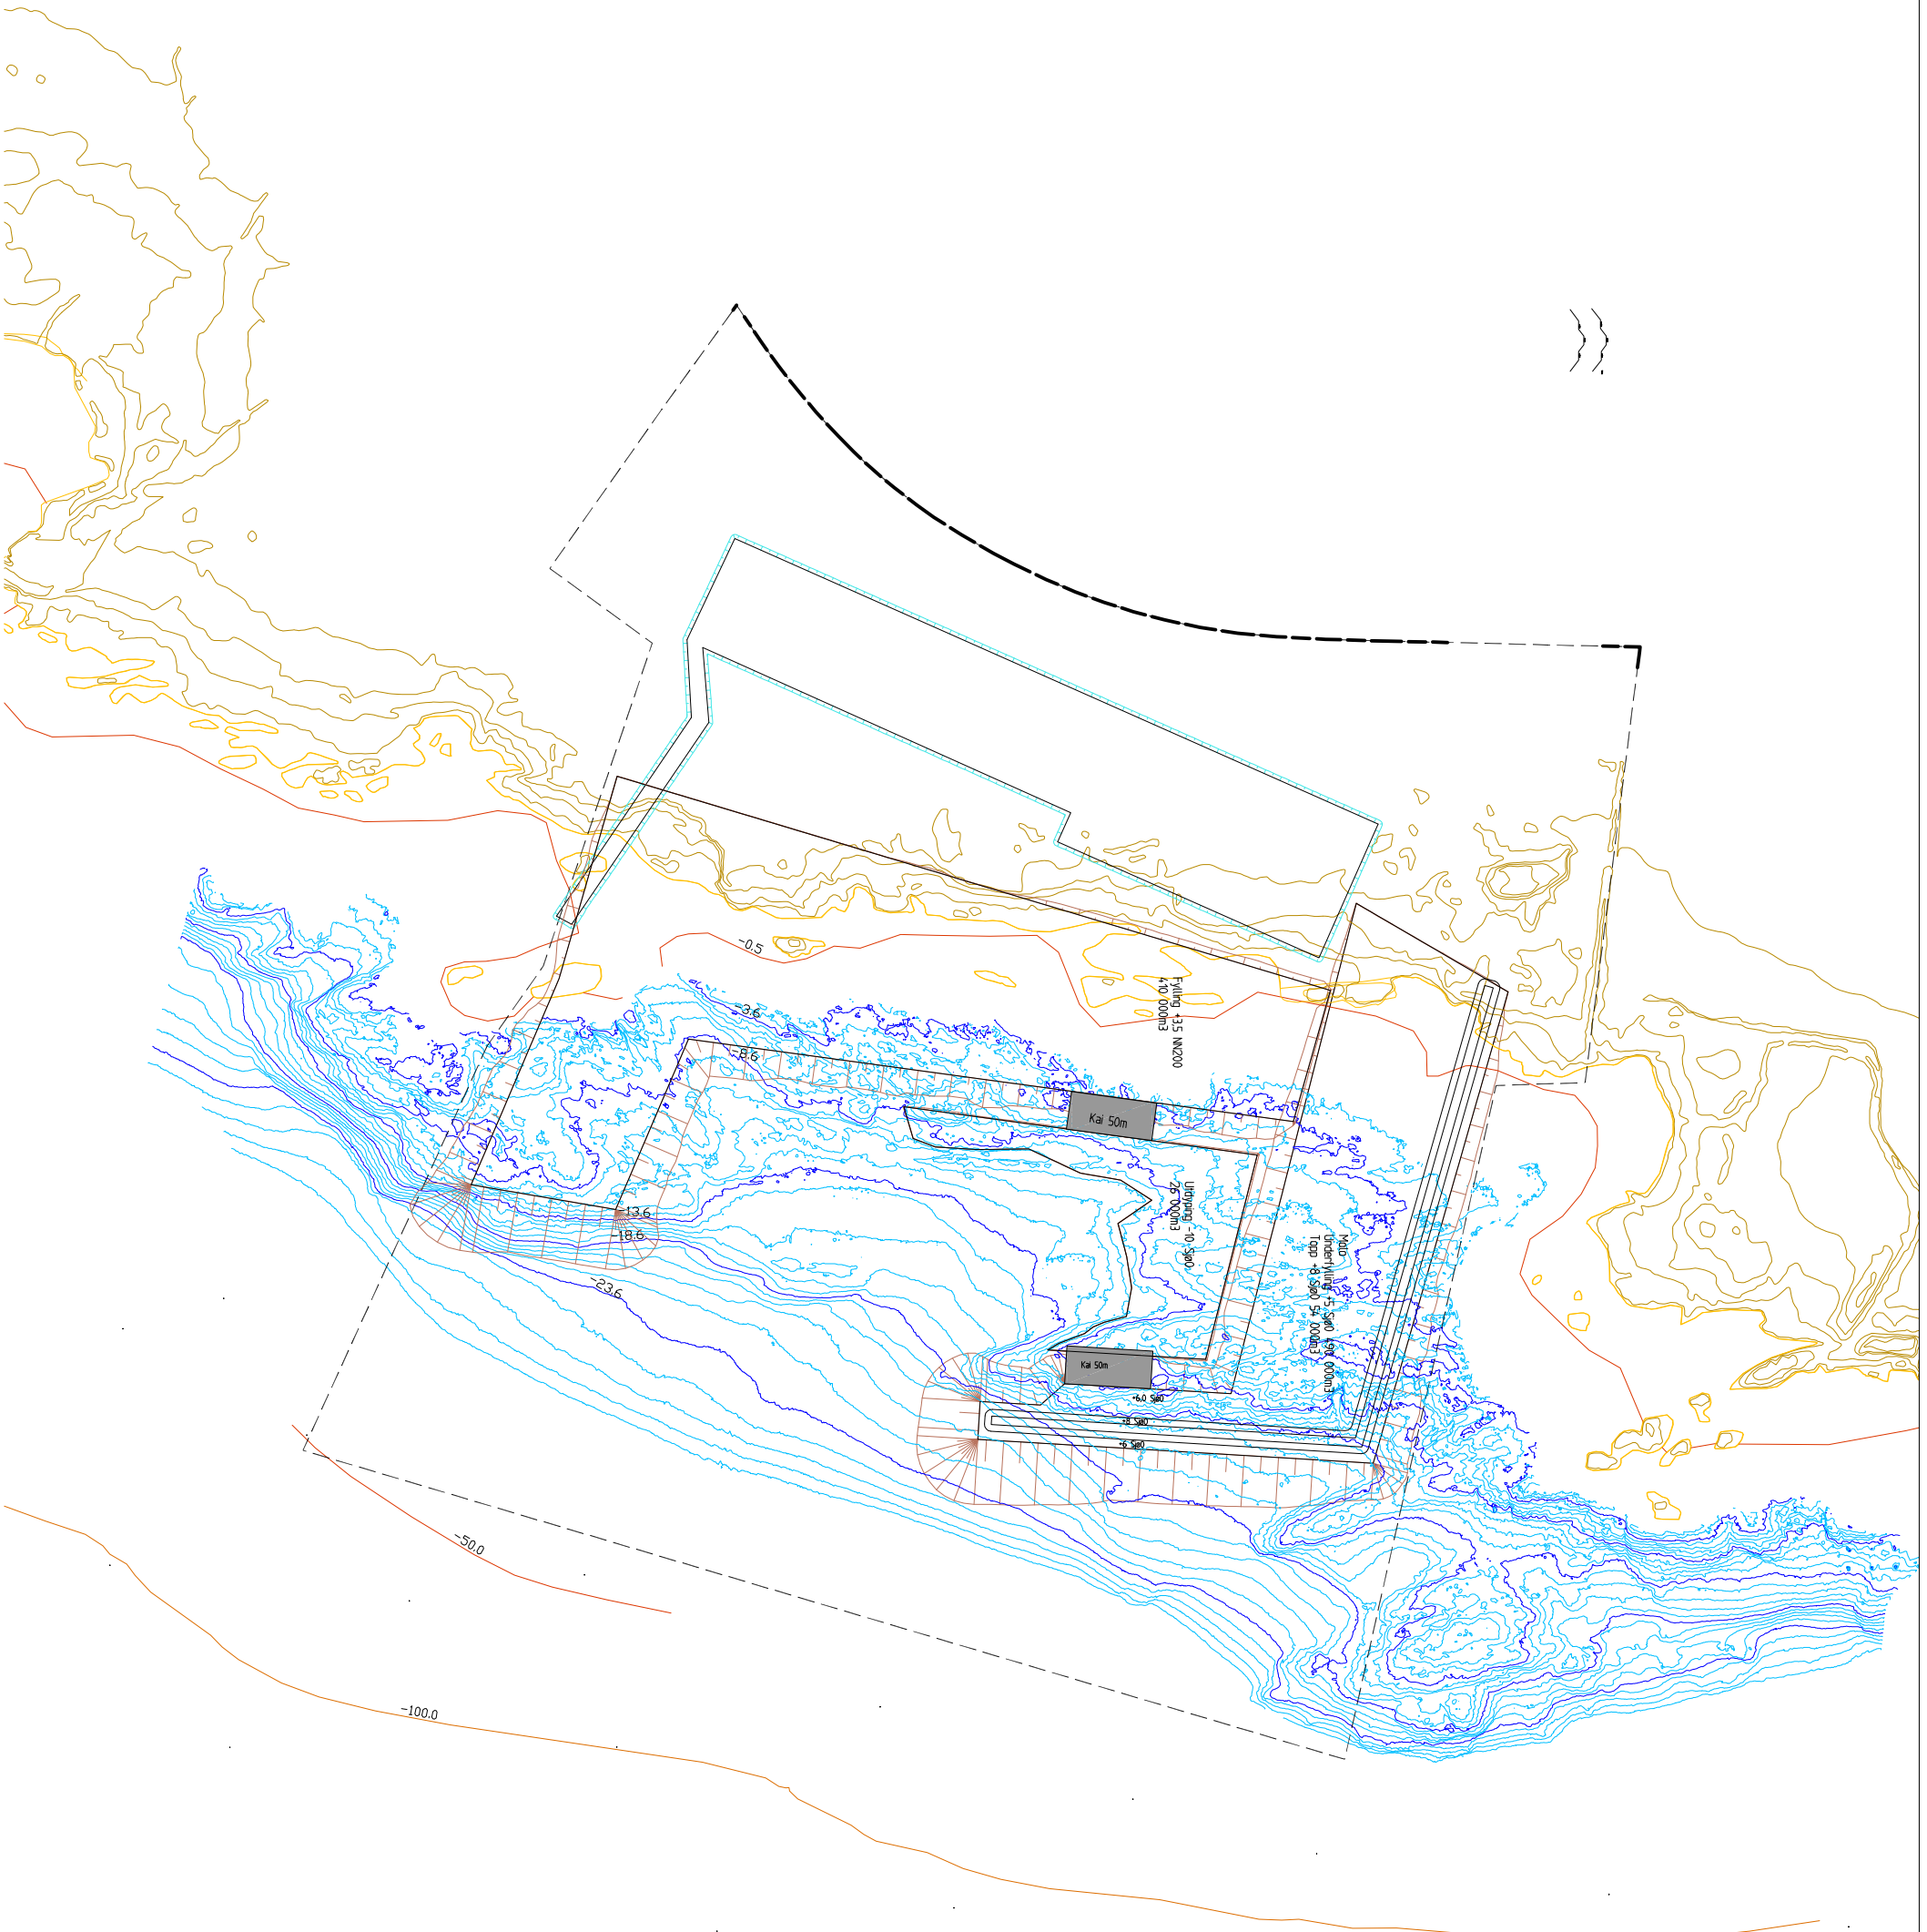 -0.5
Fylling +3.5 NN200
410 000m3
-3.6
-8.6
Kai 50m
Utdyping -10 Sjø0
26 000m3
-13.6
-18.6
Molo
Underfylling +5 Sjø0 490 000m3
Topp +8 Sjø0 54 000m3
-23.6
Kai 50m
+6.0 Sjø0
+8 Sjø0
+6 Sjø0
-50.0
-100.0